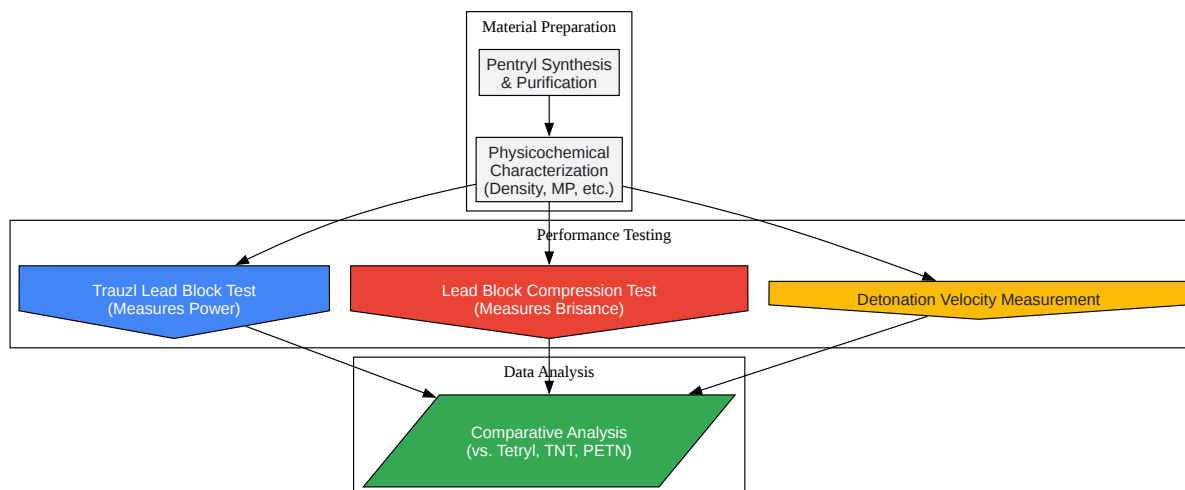 Material Preparation
Pentryl Synthesis
& Purification
Physicochemical
Characterization
(Density, MP, etc.)
Performance Testing
Trauzl Lead Block Test
(Measures Power)
Lead Block Compression Test
(Measures Brisance)
Detonation Velocity Measurement
Data Analysis
Comparative Analysis
(vs. Tetryl, TNT, PETN)